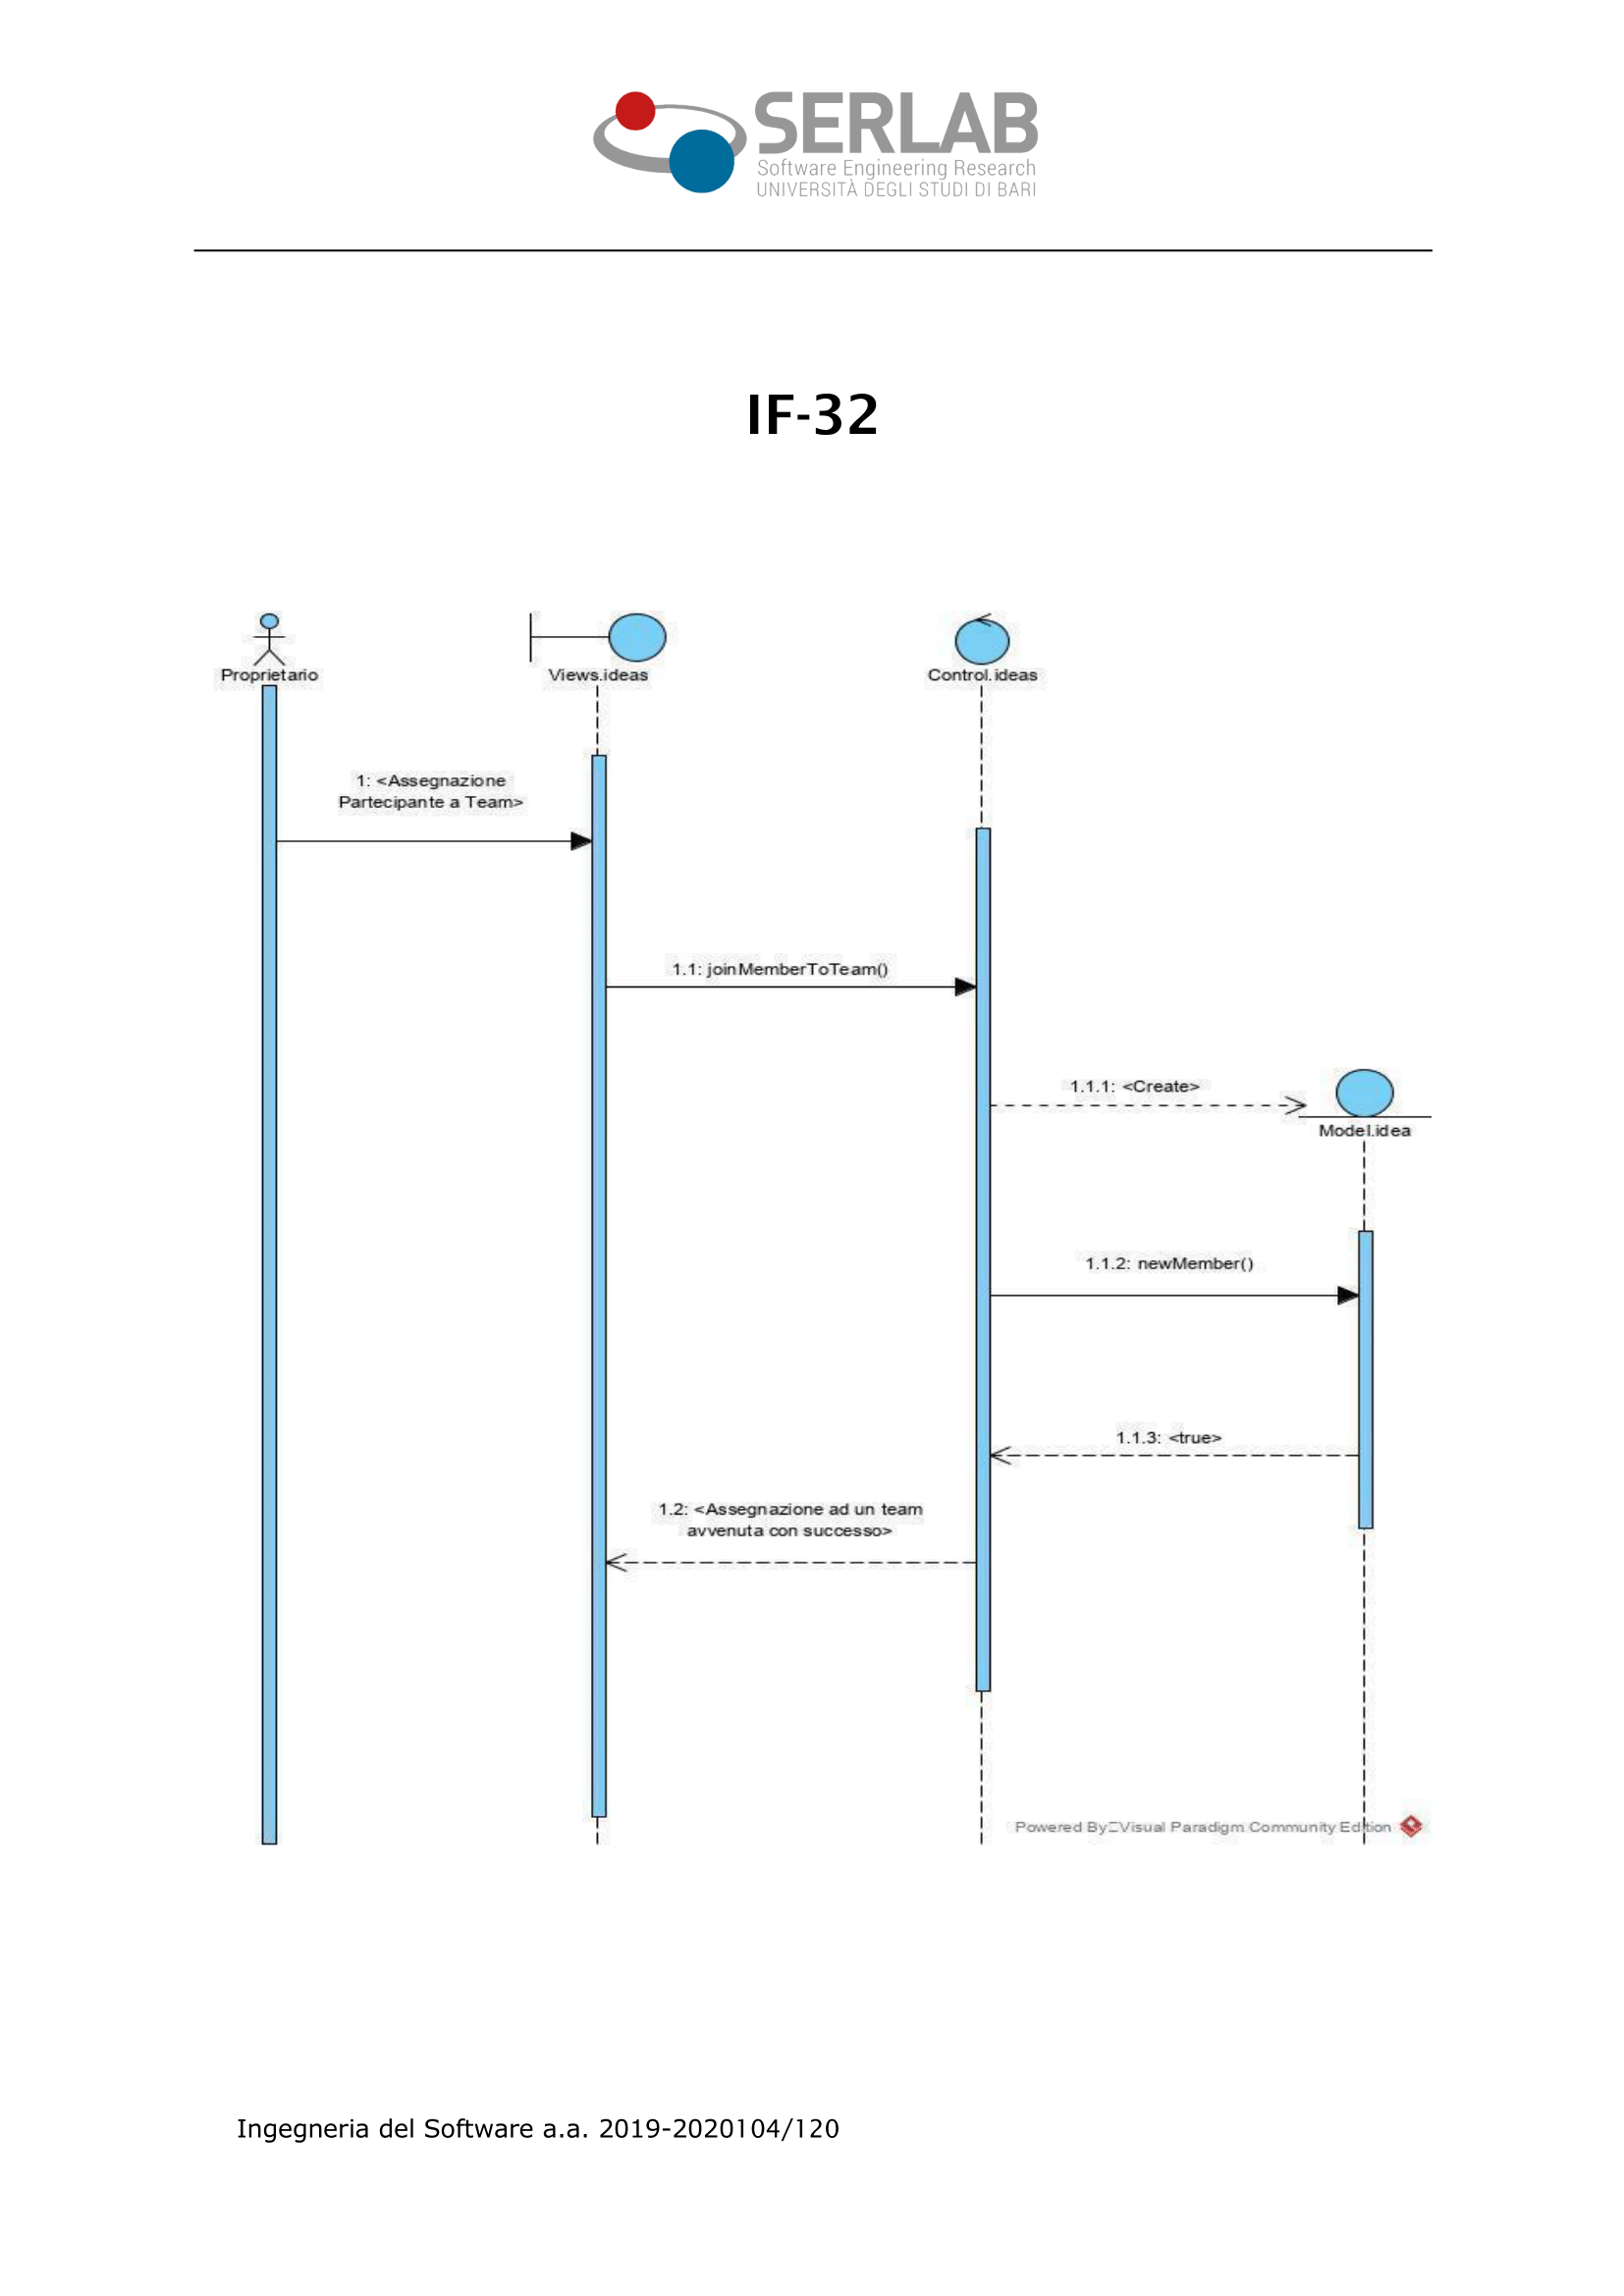 SERLAB
Software Engineering Research
UNIVERSITÀ DEGLI STUDI DI BARI
IF-32
Proprietario
Views.ideas
Control.ideas
1: <Assegnazione
Partecipante a Team>
1.1: joinMemberToTeam()
1.1.1: <Create>
Model.idea
1.1.2: newMember()
1.1.3: <true>
1.2: <Assegnazione ad un team
avvenuta con successo>
Powered By Visual Paradigm Community Edition
Ingegneria del Software a.a. 2019-2020104/120